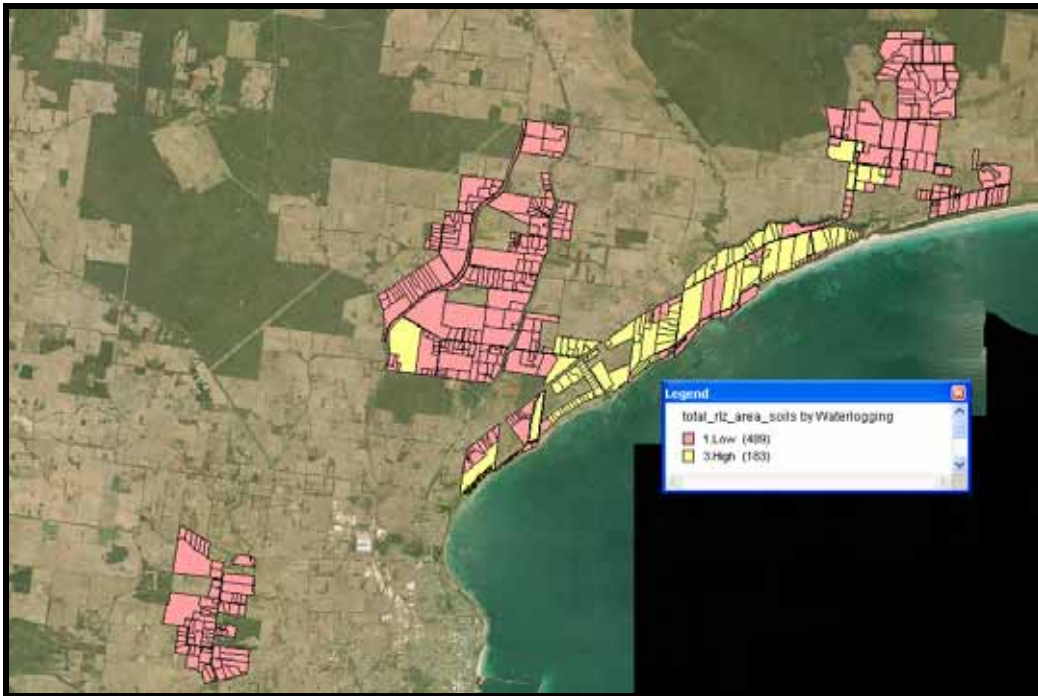 Legend
total_rlz_area_soils by Waterlogging
1.Low (489)
3.High (183)